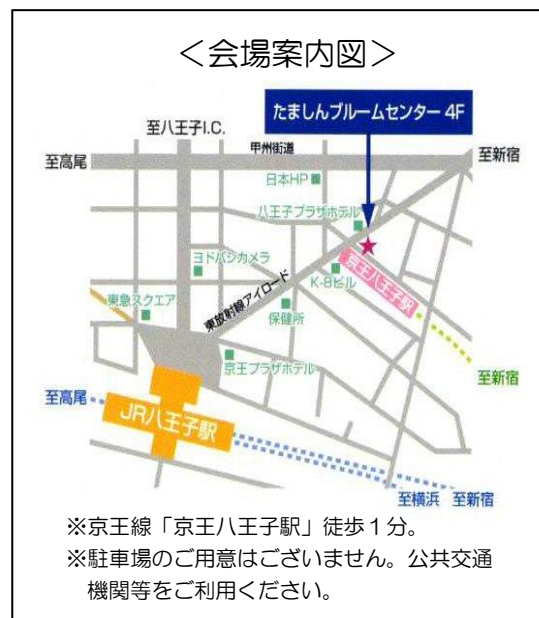 ＜会場案内図＞
たましんブルームセンター 4F
至八王子I.C.
甲州街道
至高尾
至新宿
日本HP
八王子プラザホテル
ヨドバシカメラ
K-8ビル
京王八王子駅
東急スクエア
東放射線アイロード
保健所
京王プラザホテル
至新宿
至高尾
JR八王子駅
至横浜 至新宿
※京王線「京王八王子駅」徒歩１分。
※駐車場のご用意はございません。公共交通
機関等をご利用ください。